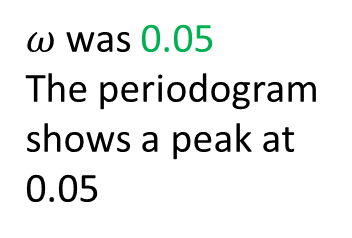 ω was 0.05
The periodogram
shows a peak at
0.05